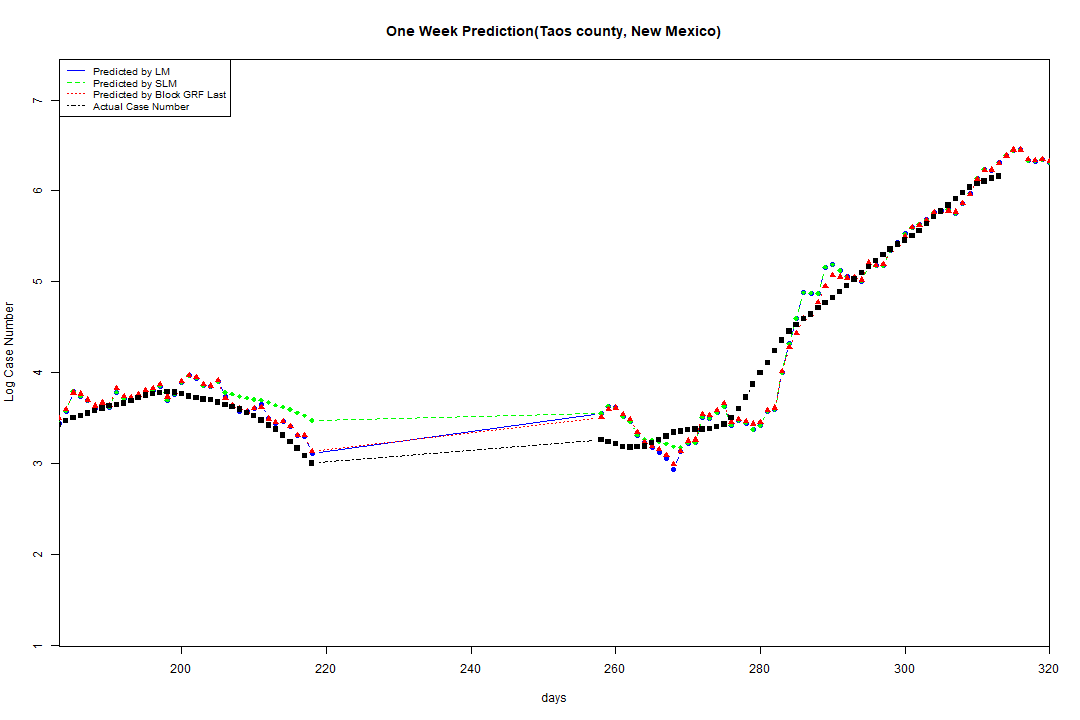 One Week Prediction(Taos county, New Mexico)
Predicted by LM
Predicted by SLM
Predicted by Block GRF Last
Actual Case Number
7
6
5
4
3
2
1
Log Case Number
200 220 240 260 280 300 320
days